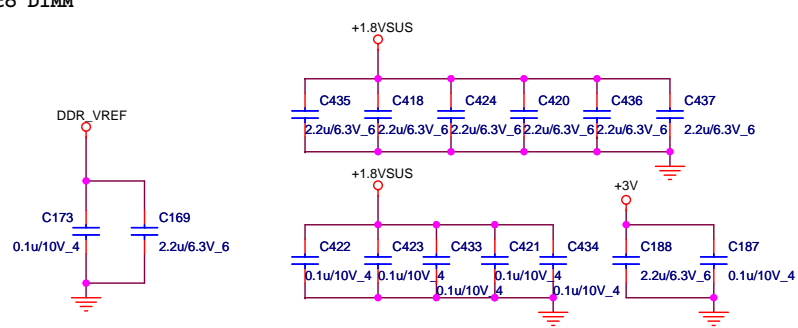 to DIMM
+1.8VSUS
C435 C418 C424 C420 C436 C437
2.2u/6.3V_6 2.2u/6.3V_6 2.2u/6.3V_6 2.2u/6.3V_6 2.2u/6.3V_6 2.2u/6.3V_6
DDR_VREF
C173 C169
0.1u/10V_4 2.2u/6.3V_6
+1.8VSUS
C422 C423 C433 C421 C434
0.1u/10V_4 0.1u/10V_4 0.1u/10V_4
0.1u/10V_4 0.1u/10V_4
+3V
C188 C187
2.2u/6.3V_6 0.1u/10V_4